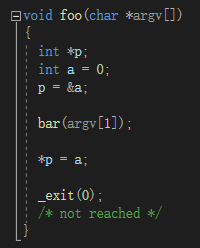 void foo(char *argv[])
{
int *p;
int a = 0;
p = &a;
bar(argv[1]);
*p = a;
_exit(0);
/* not reached */
}